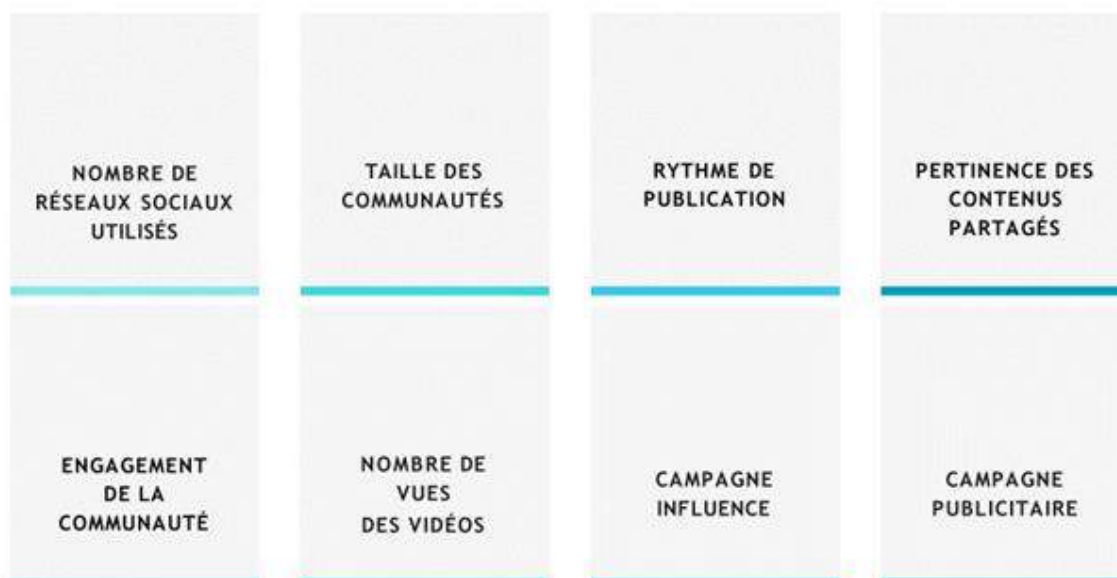 NOMBRE DE
RÉSEAUX SOCIAUX
UTILISÉS
TAILLE DES
COMMUNAUTÉS
RYTHME DE
PUBLICATION
PERTINENCE DES
CONTENUS
PARTAGÉS
ENGAGEMENT
DE LA
COMMUNAUTÉ
NOMBRE DE
VUES
DES VIDÉOS
CAMPAGNE
INFLUENCE
CAMPAGNE
PUBLICITAIRE